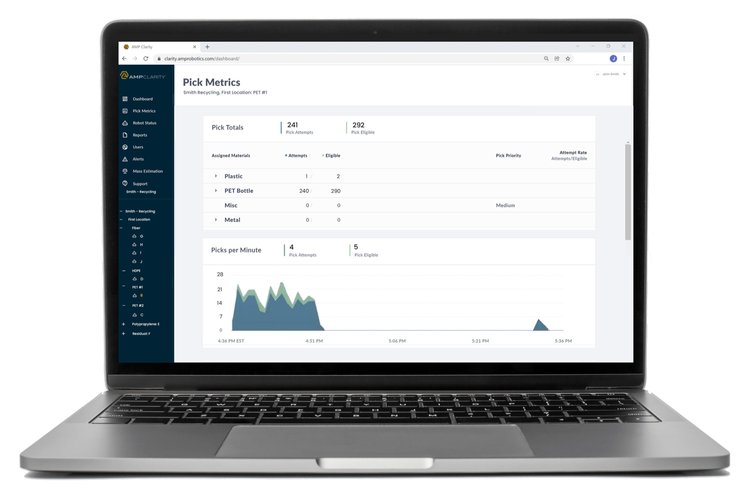 AMP Clarity
clarity.amprobotics.com/dashboard/
J
AMPCLARITY
Dashboard
Pick Metrics
Robot Status
Reports
Users
Alerts
Mass Estimation
Support
Smith - Recycling
Smith - Recycling
First Location
Fiber
G
H
I
J
HDPE
D
PET #1
B
PET #2
C
Polypropylene E
Residual F
Pick Metrics
Smith Recycling, First Location: PET #1
Pick Totals
241
Pick Attempts
292
Pick Eligible
Assigned Materials Attempts Eligible Pick Priority Attempt Rate
Attempts/Eligible
Plastic 1 2
PET Bottle 240 290
Misc 0 0 Medium
Metal 0 0
Picks per Minute
4
Pick Attempts
5
Pick Eligible
28
21
14
7
0
4:36 PM EST 4:51 PM 5:06 PM 5:21 PM 5:36 PM